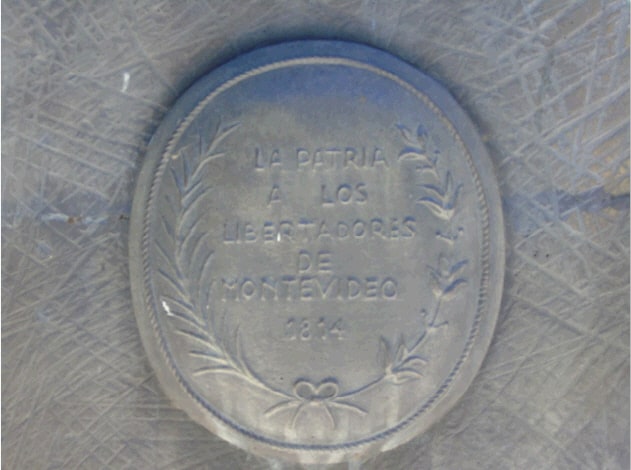 LA PATRIA
A LOS
LIBERTADORES
DE
MONTEVIDEO
1814